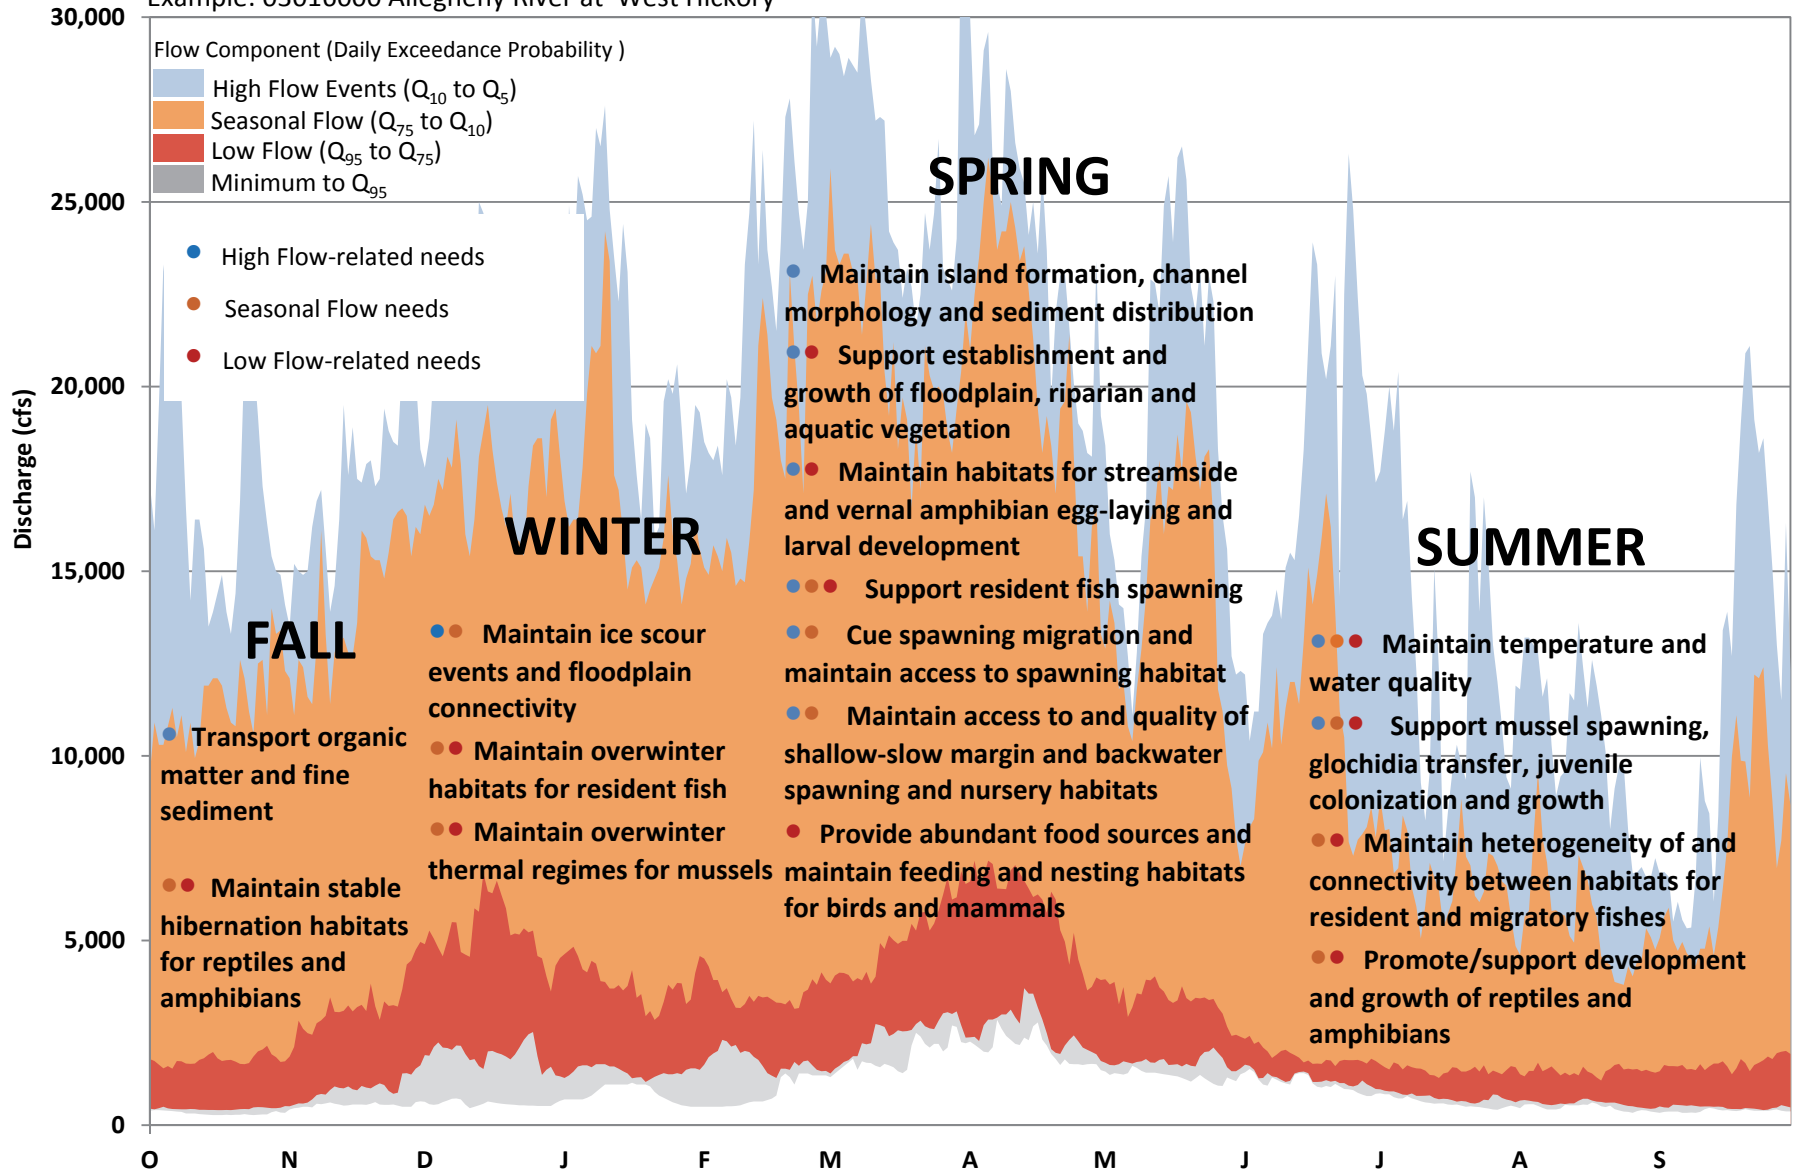 Example: 03016000 Allegheny River at West Hickory
Flow Component (Daily Exceedance Probability )
High Flow Events (Q10 to Q5)
Seasonal Flow (Q75 to Q10)
Low Flow (Q95 to Q75)
Minimum to Q95
High Flow-related needs
Seasonal Flow needs
Low Flow-related needs
Discharge (cfs)
30,000
25,000
20,000
15,000
10,000
5,000
0
FALL
Transport organic
matter and fine
sediment
Maintain stable
hibernation habitats
for reptiles and
amphibians
WINTER
Maintain ice scour
events and floodplain
connectivity
Maintain overwinter
habitats for resident fish
Maintain overwinter
thermal regimes for mussels
SPRING
Maintain island formation, channel
morphology and sediment distribution
Support establishment and
growth of floodplain, riparian and
aquatic vegetation
Maintain habitats for streamside
and vernal amphibian egg-laying and
larval development
Support resident fish spawning
Cue spawning migration and
maintain access to spawning habitat
Maintain access to and quality of
shallow-slow margin and backwater
spawning and nursery habitats
Provide abundant food sources and
maintain feeding and nesting habitats
for birds and mammals
SUMMER
Maintain temperature and
water quality
Support mussel spawning,
glochidia transfer, juvenile
colonization and growth
Maintain heterogeneity of and
connectivity between habitats for
resident and migratory fishes
Promote/support development
and growth of reptiles and
amphibians
O N D J F M A M J J A S